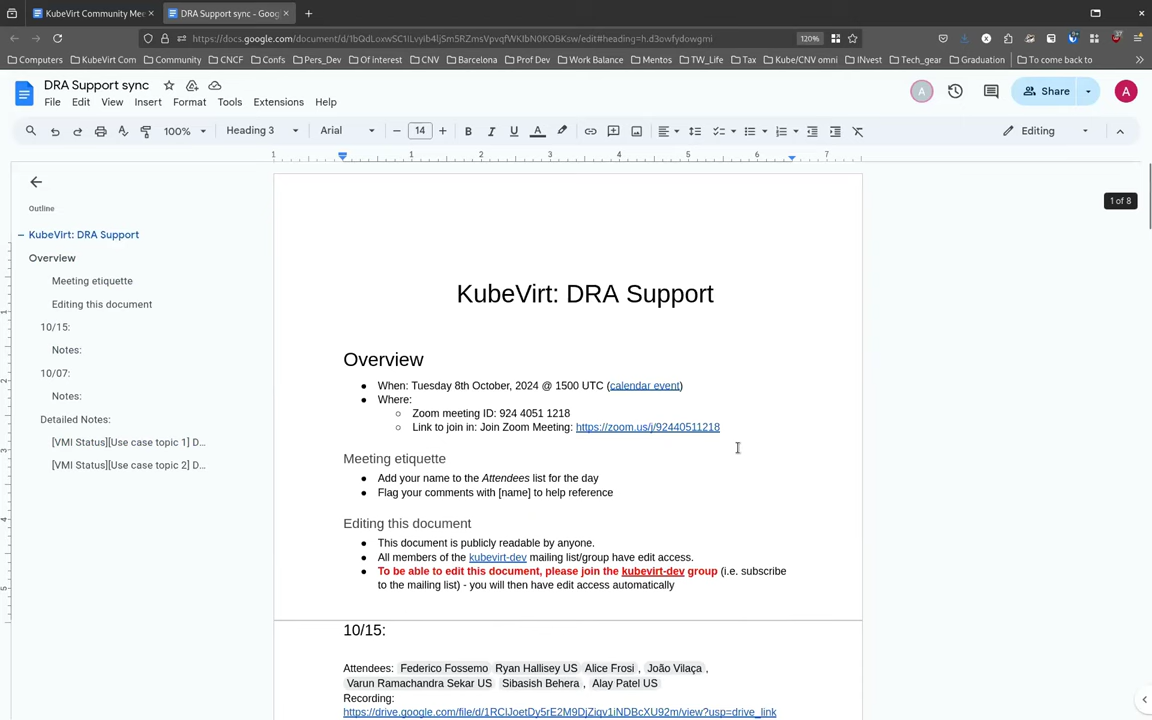 KubeVirt Community Me
DRA Support sync - Goog
https://docs.google.com/document/d/
/edit#heading=h.d3owfydowgmi
120%
Computers
KubeVirt Com
Community
CNCF
Confs
Pers_Dev
Of interest
CNV
Barcelona
Prof Dev
Work Balance
Mentos
TW_Life
Tax
Kube/CNV omni
INvest
Tech_gear
Graduation
To come back to
DRA Support sync
File Edit View Insert Format Tools Extensions Help
A
Share
A
100%
Heading 3
Arial
14
Editing
1 1 2 3 4 5 6 7
Outline
KubeVirt: DRA Support
Overview
Meeting etiquette
Editing this document
10/15:
Notes:
10/07:
Notes:
Detailed Notes:
[VMI Status][Use case topic 1] D...
[VMI Status][Use case topic 2] D...
1 of 8
KubeVirt: DRA Support
Overview
When: Tuesday 8th October, 2024 @ 1500 UTC (calendar event)
Where:
Zoom meeting ID: 924 4051 1218
Link to join in: Join Zoom Meeting: https://zoom.us/j/92440511218
Meeting etiquette
Add your name to the Attendees list for the day
Flag your comments with [name] to help reference
Editing this document
This document is publicly readable by anyone.
All members of the kubevirt-dev mailing list/group have edit access.
To be able to edit this document, please join the kubevirt-dev group (i.e. subscribe
to the mailing list) - you will then have edit access automatically
10/15:
Attendees: Federico Fossemo Ryan Hallisey US Alice Frosi , João Vilaça ,
Varun Ramachandra Sekar US Sibasish Behera , Alay Patel US
Recording:
https://drive.google.com/file/d/1RClJoetDy5rE2M9DjZiqv1iNDBcXU92m/view?usp=drive_link